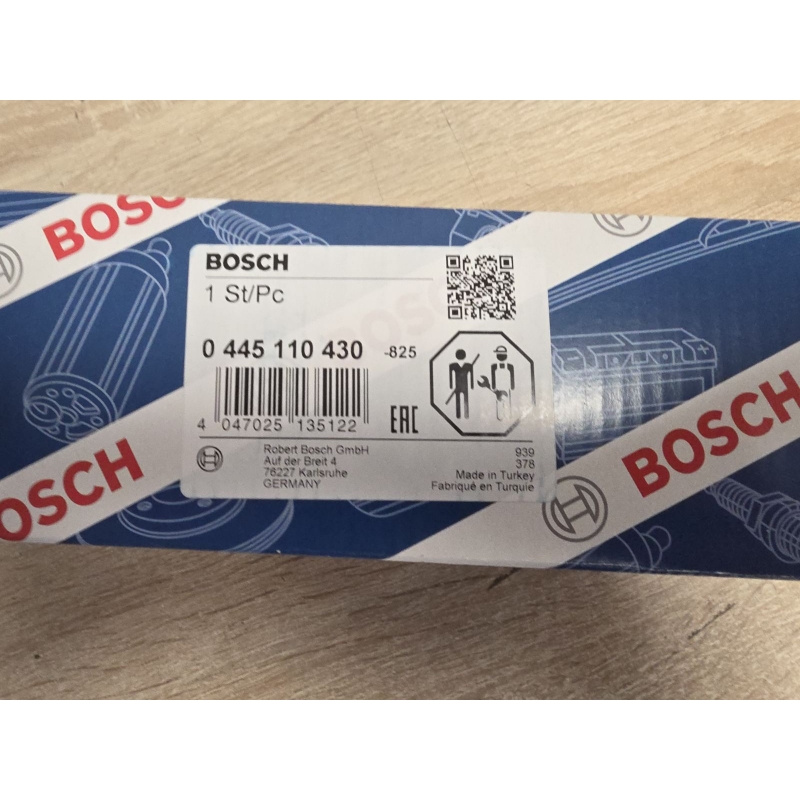 BOSCH
BOSCH
1 St/Pc
0 445 110 430 -825
4 047025 135122
EAC
Robert Bosch GmbH
Auf der Breit 4
76227 Karlsruhe
GERMANY
939
378
Made in Turkey
Fabriqué en Turquie
BOSCH
BOSCH